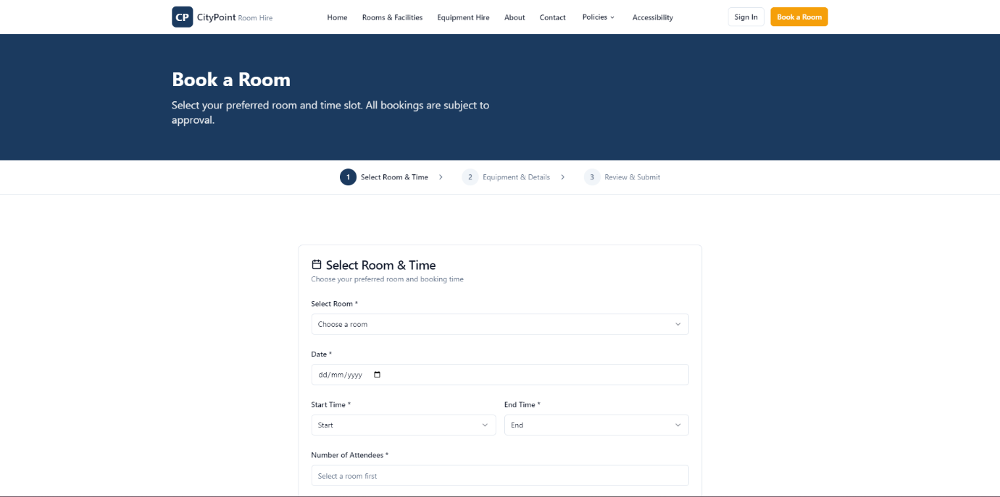 CP CityPoint Room Hire Home Rooms & Facilities Equipment Hire About Contact Policies Accessibility Sign In Book a Room
Book a Room
Select your preferred room and time slot. All bookings are subject to
approval.
1 Select Room & Time 2 Equipment & Details 3 Review & Submit
Select Room & Time
Choose your preferred room and booking time
Select Room *
Choose a room
Date *
dd/mm/yyyy
Start Time * End Time *
Start End
Number of Attendees *
Select a room first